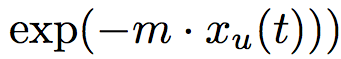 exp(−m · x_u(t)))